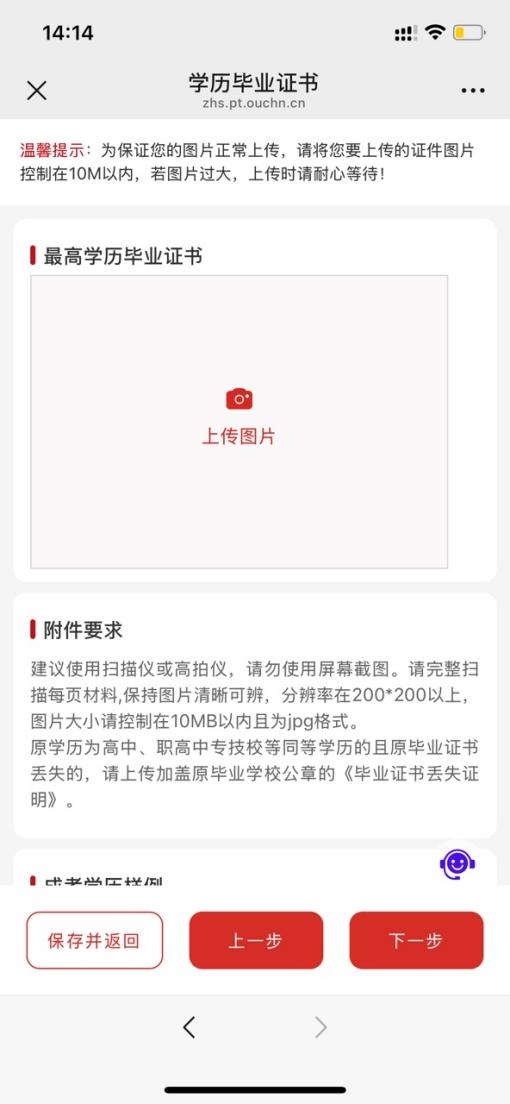 14:14
学历毕业证书
zhs.pt.ouchn.cn
温馨提示：为保证您的图片正常上传，请将您要上传的证件图片
控制在10M以内，若图片过大，上传时请耐心等待！
最高学历毕业证书
上传图片
附件要求
建议使用扫描仪或高拍仪，请勿使用屏幕截图。请完整扫
描每页材料,保持图片清晰可辨，分辨率在200*200以上，
图片大小请控制在10MB以内且为jpg格式。
原学历为高中、职高中专技校等同等学历的且原毕业证书
丢失的，请上传加盖原毕业学校公章的《毕业证书丢失证
明》。
成考学历样例
保存并返回
上一步
下一步